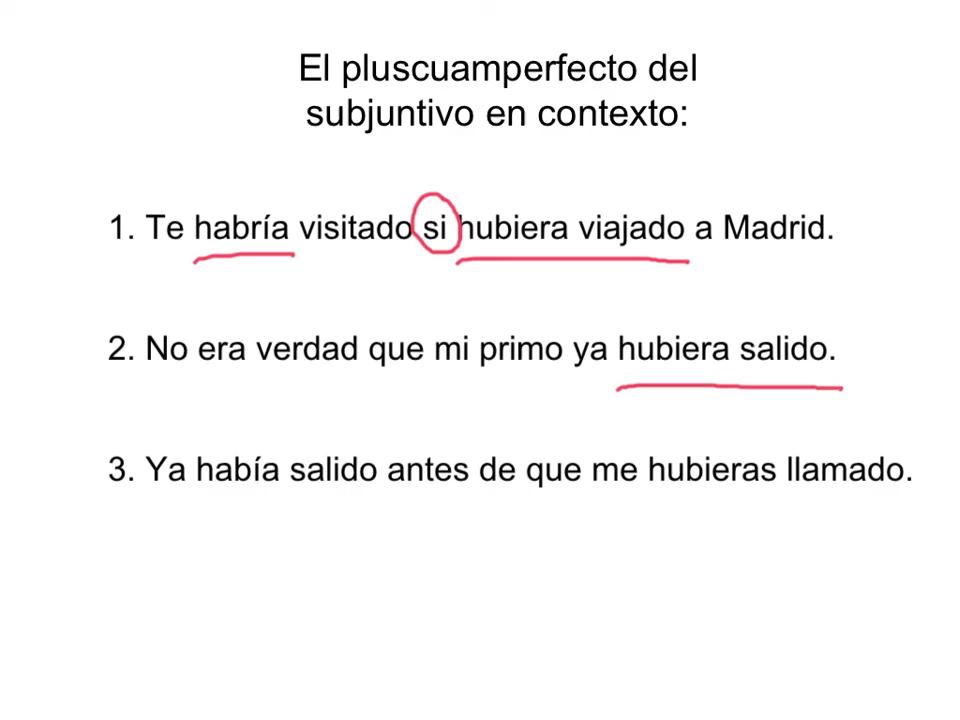 El pluscuamperfecto del
subjuntivo en contexto:
1. Te habría visitado si hubiera viajado a Madrid.
2. No era verdad que mi primo ya hubiera salido.
3. Ya había salido antes de que me hubieras llamado.